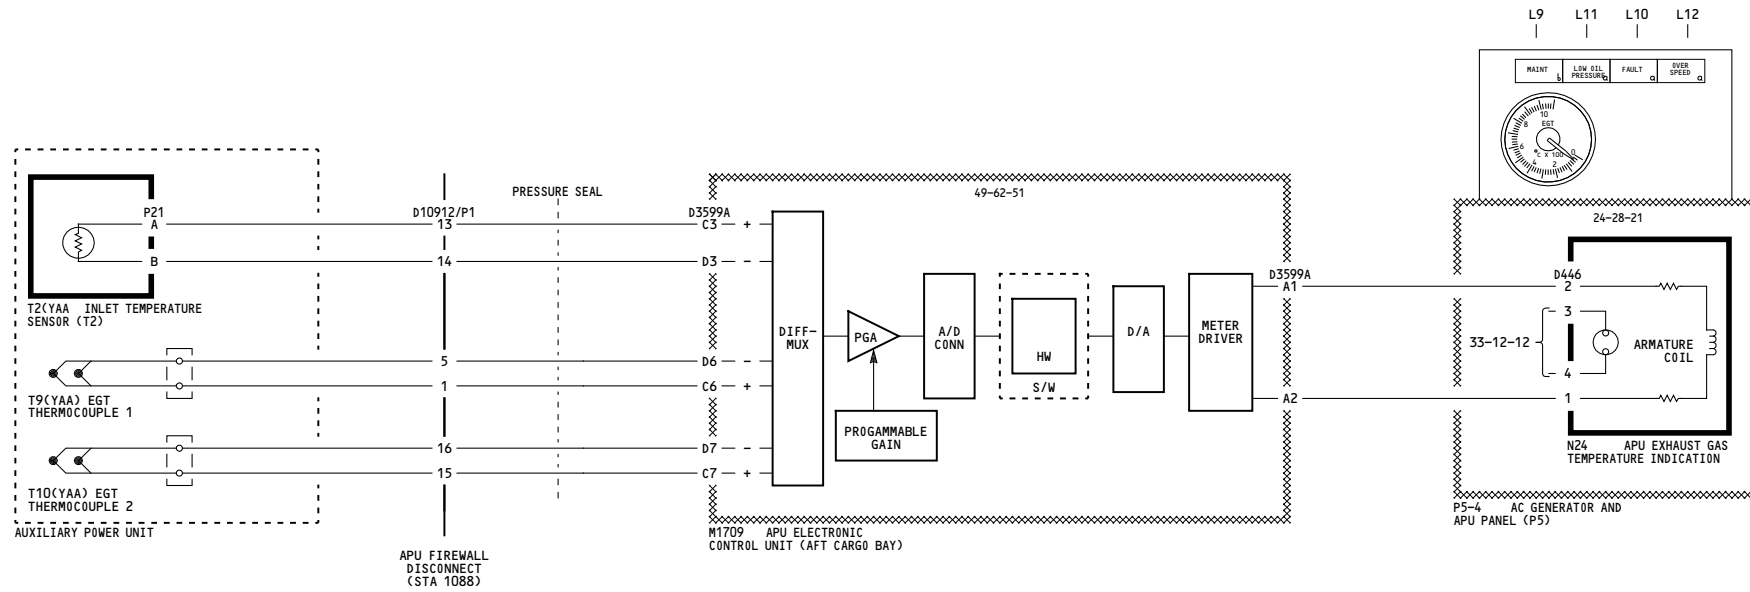 L9 L11 L10 L12
MAINT b
LOW OIL
PRESSURE a
FAULT a
OVER
SPEED a
10
8
6
4
2
0
EGT
°C X 100
PRESSURE SEAL
49-62-51
24-28-21
P21
A
B
D10912/P1
13
14
D3599A
C3 +
D3 -
T2(YAA INLET TEMPERATURE
SENSOR (T2)
5
1
D6 -
C6 +
T9(YAA) EGT
THERMOCOUPLE 1
16
15
D7 -
C7 +
T10(YAA) EGT
THERMOCOUPLE 2
AUXILIARY POWER UNIT
APU FIREWALL
DISCONNECT
(STA 1088)
DIFF-
MUX
PGA
PROGAMMABLE
GAIN
A/D
CONN
HW
S/W
D/A
METER
DRIVER
D3599A
A1
A2
M1709 APU ELECTRONIC
CONTROL UNIT (AFT CARGO BAY)
D446
2
3
33-12-12
4
1
ARMATURE
COIL
N24 APU EXHAUST GAS
TEMPERATURE INDICATION
P5-4 AC GENERATOR AND
APU PANEL (P5)